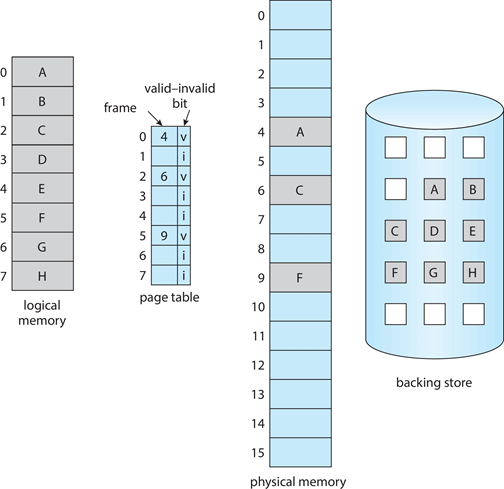 0 A
1 B
2 C
3 D
4 E
5 F
6 G
7 H
logical
memory
valid–invalid
frame bit
0 4 v
1 i
2 6 v
3 i
4 i
5 9 v
6 i
7 i
page table
0
1
2
3
4 A
5
6 C
7
8
9 F
10
11
12
13
14
15
physical memory
A B
C D E
F G H
backing store